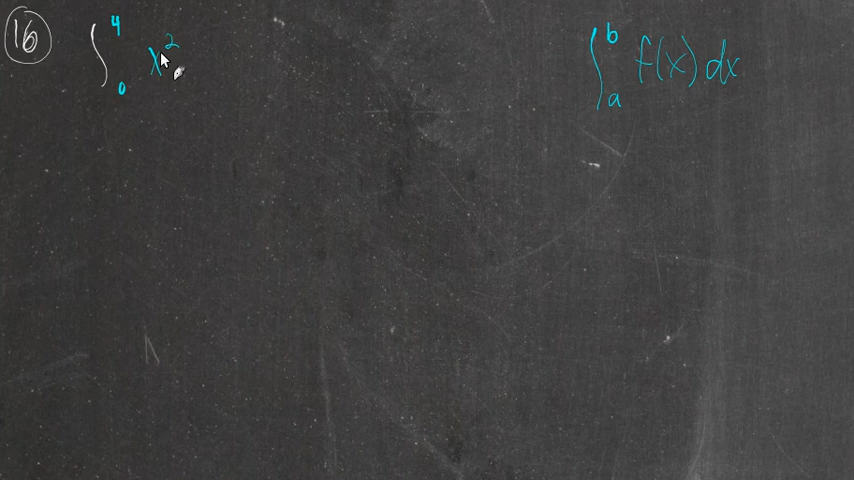 16 ∫₀⁴ x²
∫ₐᵇ f(x) dx